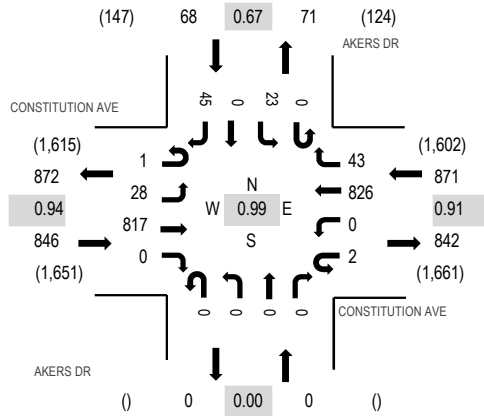 (147) 68 0.67 71 (124)
AKERS DR
45 0 23 0
CONSTITUTION AVE
(1,615) (1,602)
872 1 43 871
0.94 28 N 826 0.91
W 0.99 E
846 817 S 0 842
0 2
(1,651) (1,661)
0 0 0 0
CONSTITUTION AVE
AKERS DR
() 0 0.00 0 ()